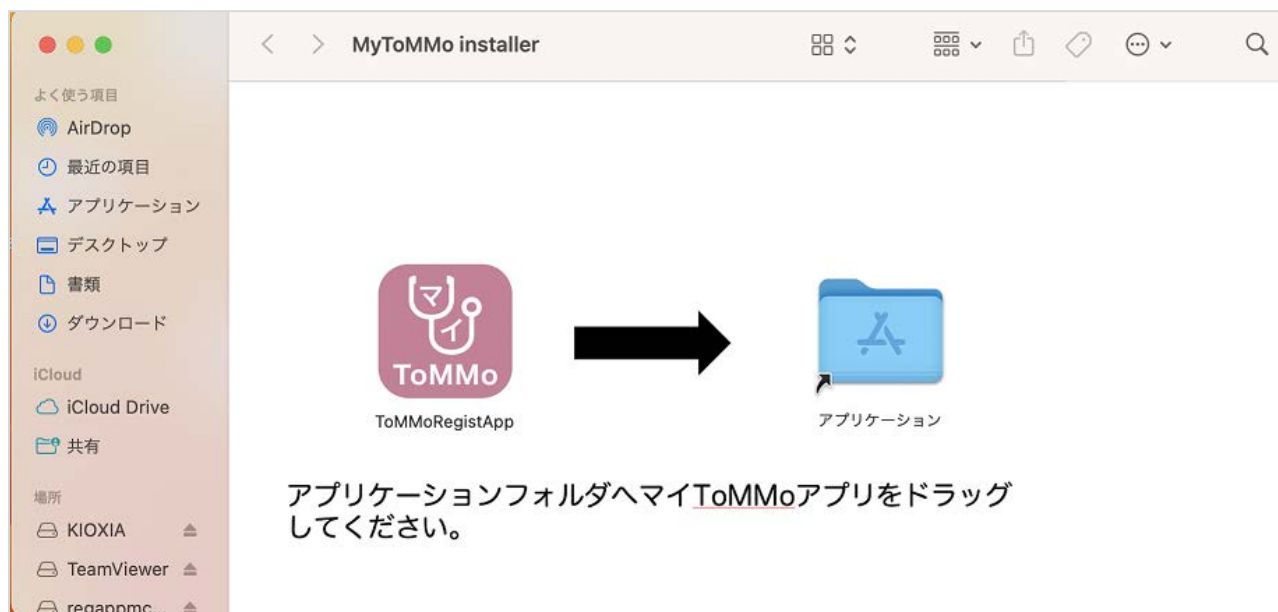 MyToMMo installer
よく使う項目
AirDrop
最近の項目
アプリケーション
デスクトップ
書類
ダウンロード
iCloud
iCloud Drive
共有
場所
KIOXIA
TeamViewer
regappmc...
マイ
ToMMo
ToMMoRegistApp
アプリケーション
アプリケーションフォルダへマイToMMoアプリをドラッグ
してください。